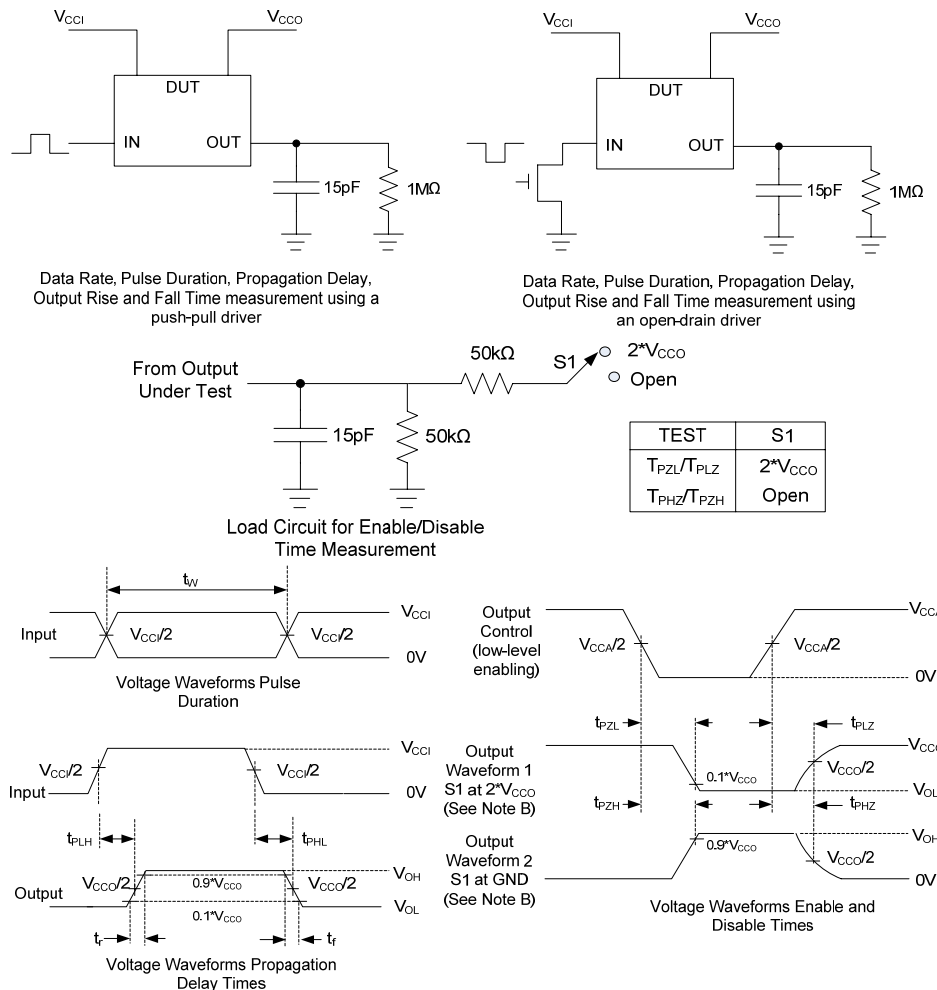 VCCI VCCO
DUT
IN OUT
15pF 1MΩ
Data Rate, Pulse Duration, Propagation Delay,
Output Rise and Fall Time measurement using a
push-pull driver
VCCI VCCO
DUT
IN OUT
15pF 1MΩ
Data Rate, Pulse Duration, Propagation Delay,
Output Rise and Fall Time measurement using
an open-drain driver
From Output
Under Test
15pF
50kΩ
50kΩ
S1
2*VCCO
Open
Load Circuit for Enable/Disable
Time Measurement
TEST S1
TPZL/TPLZ 2*VCCO
TPHZ/TPZH Open
tW
Input
VCCI/2 VCCI/2
VCCI
0V
Voltage Waveforms Pulse
Duration
VCCI/2 VCCI/2
VCCI
Input
0V
tPLH tPHL
Output
VCCO/2 VCCO/2
0.9*VCCO
0.1*VCCO
VOH
VOL
tr tf
Voltage Waveforms Propagation
Delay Times
Output
Control
(low-level
enabling)
VCCA/2 VCCA/2
VCCA
0V
tPZL tPLZ
Output
Waveform 1
S1 at 2*VCCO
(See Note B)
0.1*VCCO
VCCO/2
VCCO
VOL
tPZH tPHZ
Output
Waveform 2
S1 at GND
(See Note B)
0.9*VCCO
VCCO/2
VOH
0V
Voltage Waveforms Enable and
Disable Times